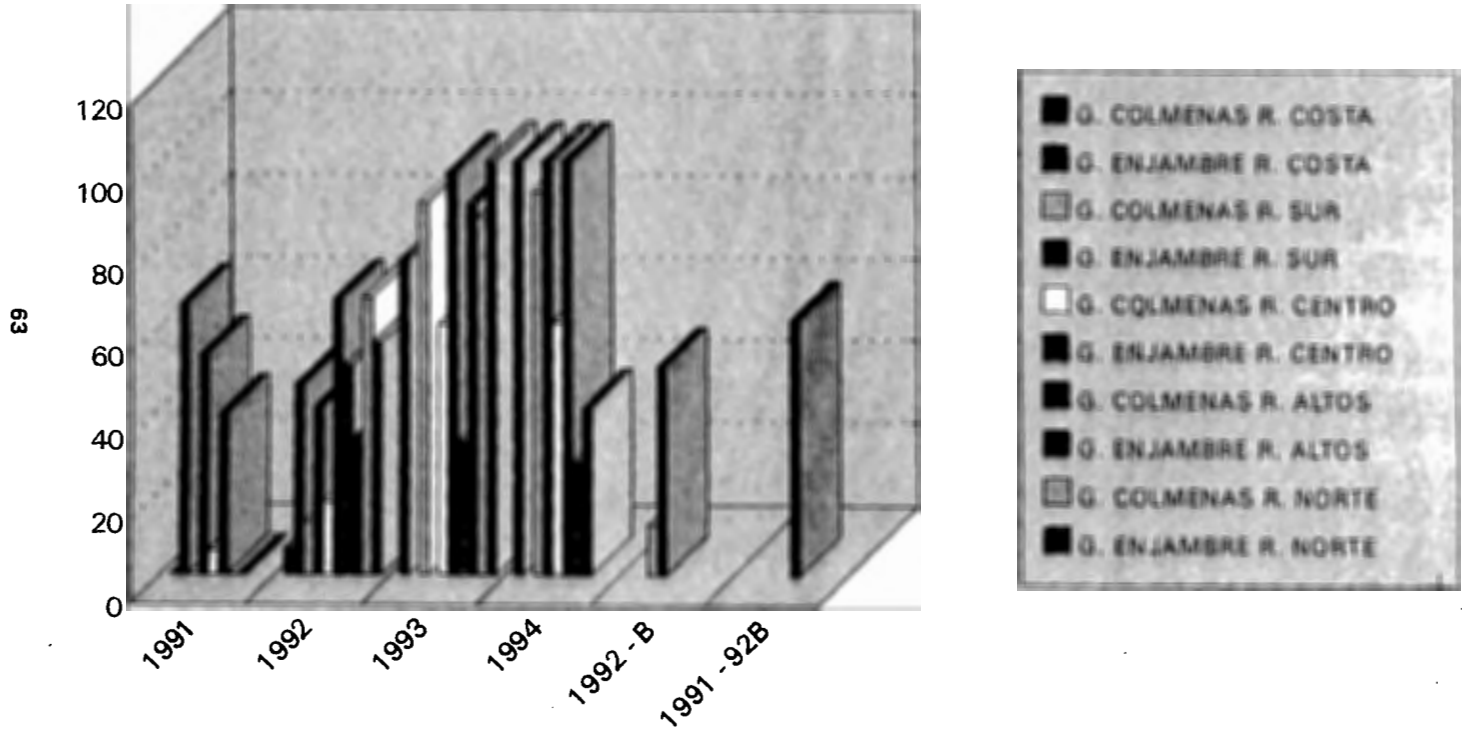 63
120
100
80
60
40
20
0
1991
1992
1993
1994
1992 - B
1991 - 92B
G. COLMENAS R. COSTA
G. ENJAMBRE R. COSTA
G. COLMENAS R. SUR
G. ENJAMBRE R. SUR
G. COLMENAS R. CENTRO
G. ENJAMBRE R. CENTRO
G. COLMENAS R. ALTOS
G. ENJAMBRE R. ALTOS
G. COLMENAS R. NORTE
G. ENJAMBRE R. NORTE